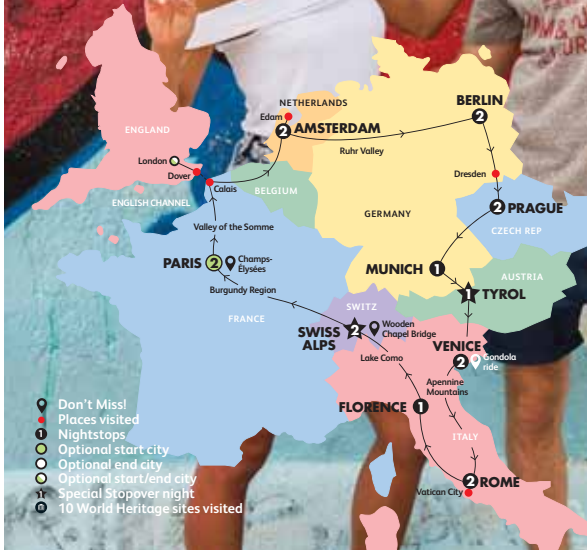 ENGLAND
London
Dover
ENGLISH CHANNEL
Calais
NETHERLANDS
Edam
2 AMSTERDAM
BERLIN
2
Ruhr Valley
BELGIUM
Dresden
GERMANY
2 PRAGUE
CZECH REP
Valley of the Somme
PARIS 2
Champs-
Élysées
Burgundy Region
FRANCE
MUNICH 1
AUSTRIA
1 TYROL
SWITZ
SWISS
ALPS
2
Wooden
Chapel Bridge
Lake Como
VENICE
2
Gondola
ride
Apennine
Mountains
FLORENCE 1
ITALY
2 ROME
Vatican City
Don't Miss!
Places visited
1 Nightstops
Optional start city
Optional end city
Optional start/end city
1 Special Stopover night
10 World Heritage sites visited